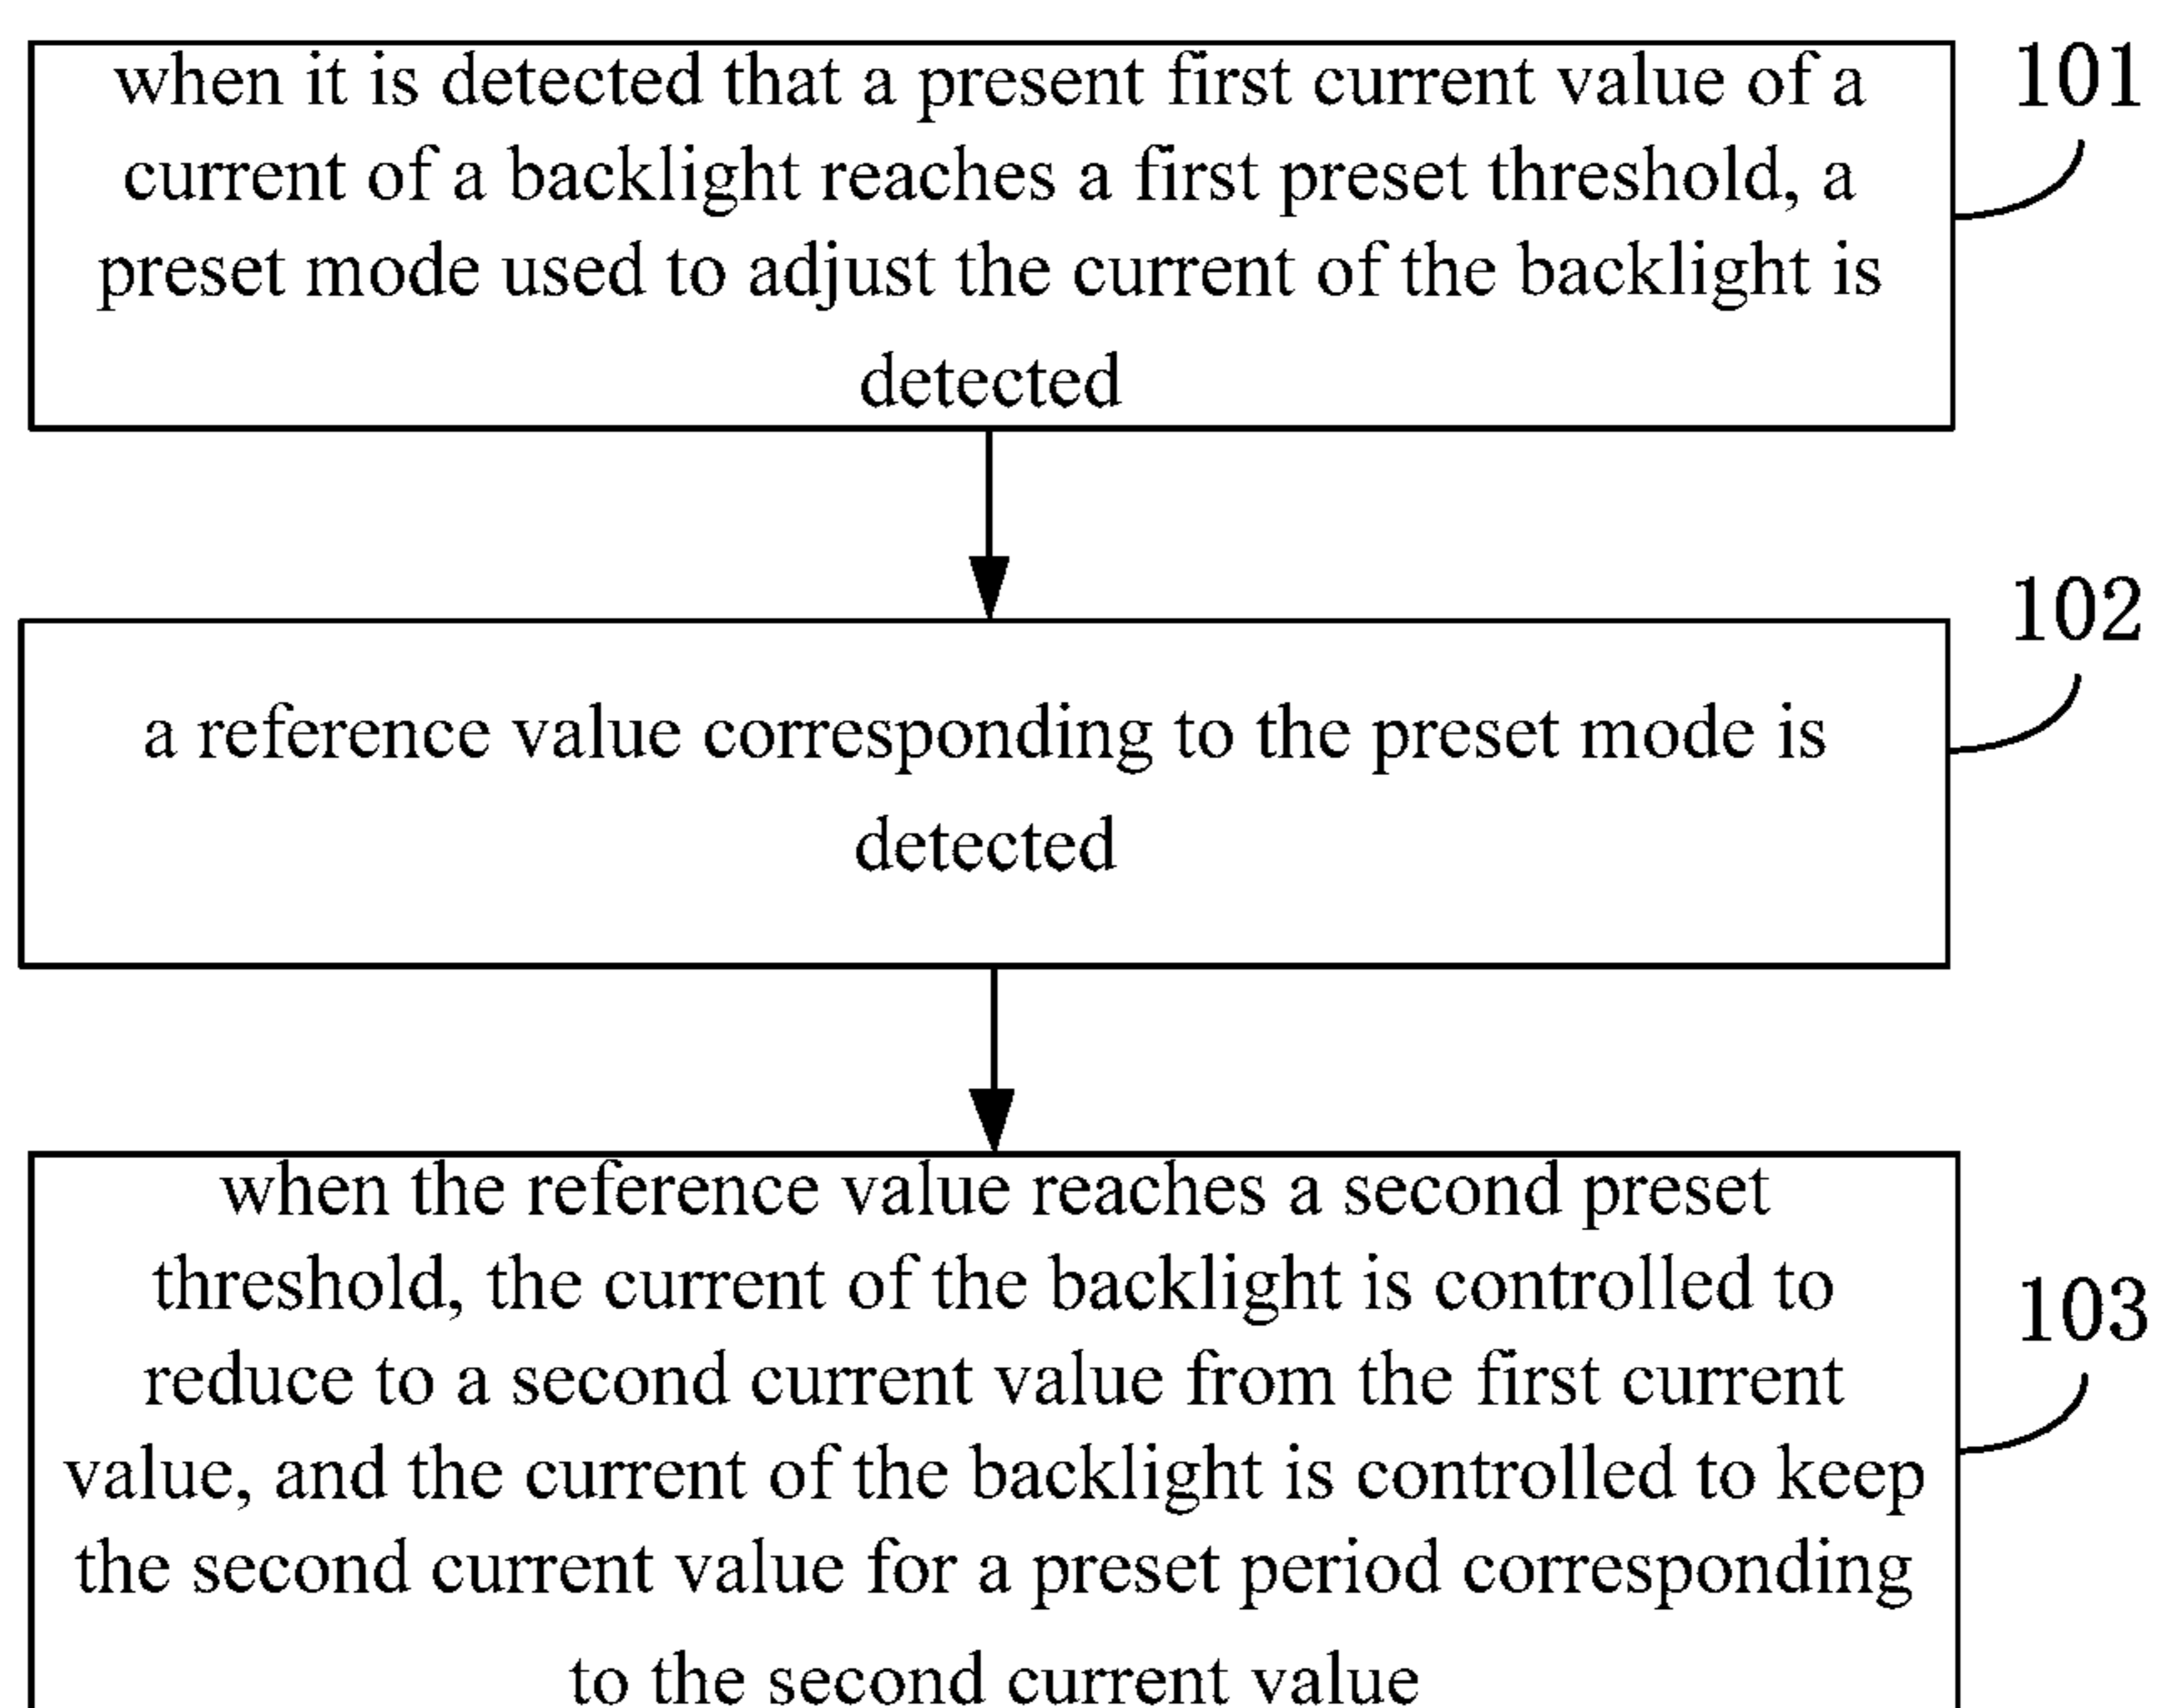 when it is detected that a present first current value of a
current of a backlight reaches a first preset threshold, a
preset mode used to adjust the current of the backlight is
detected
101
a reference value corresponding to the preset mode is
detected
102
when the reference value reaches a second preset
threshold, the current of the backlight is controlled to
reduce to a second current value from the first current
value, and the current of the backlight is controlled to keep
the second current value for a preset period corresponding
to the second current value
103